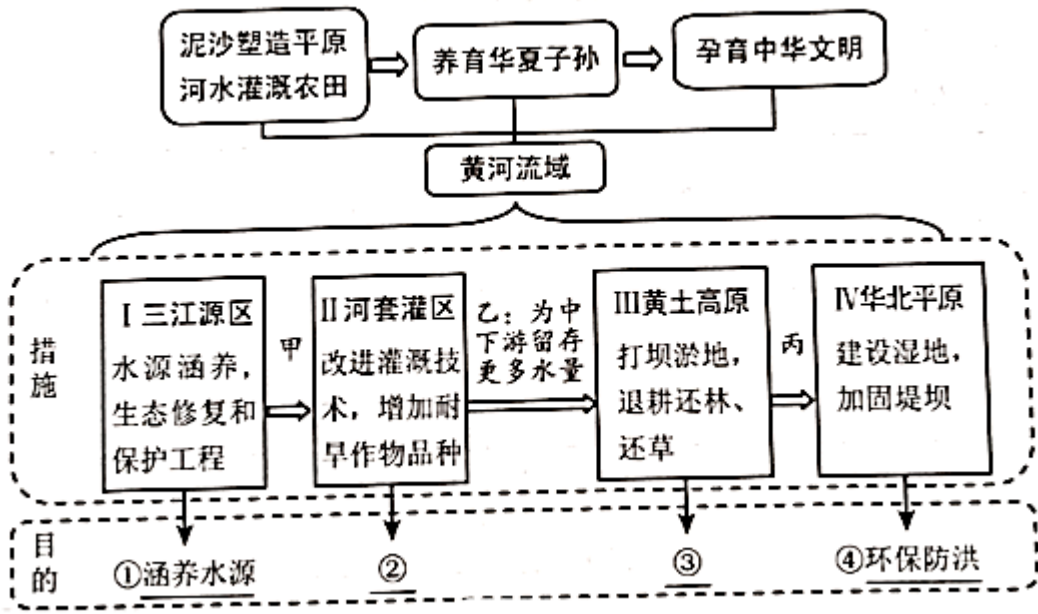 泥沙塑造平原
河水灌溉农田
养育华夏子孙
孕育中华文明
黄河流域
措施
Ⅰ三江源区
水源涵养,
生态修复和
保护工程
甲
Ⅱ河套灌区
改进灌溉技
术，增加耐
旱作物品种
乙：为中
下游留存
更多水量
Ⅲ黄土高原
打坝淤地，
退耕还林、
还草
丙
Ⅳ华北平原
建设湿地，
加固堤坝
目的
①涵养水源
②
③
④环保防洪